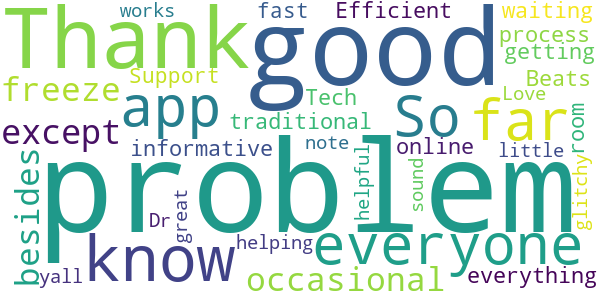 works
fast
Efficient
waiting
Thank
good
process
getting
freeze
Support
app
Tech
So
far
Beats
Love
traditional
except
informative
note
online
little
room
besides
problem
helpful
sound
glitchy
Dr
great
know
helping
everyone
yall
occasional
everything